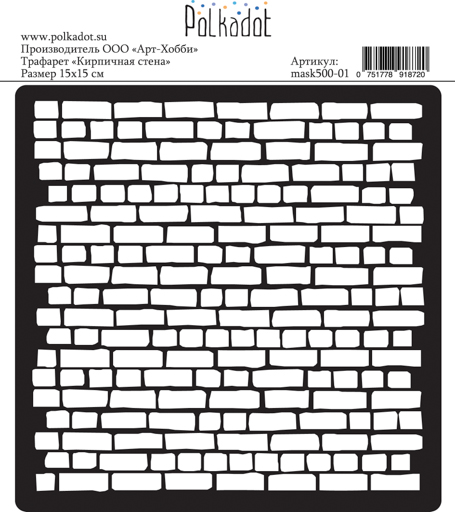 Polkadot
www.polkadot.su
Производитель ООО «Арт-Хобби»
Трафарет «Кирпичная стена»
Размер 15х15 см
Артикул:
mask500-01
0 751778 918720